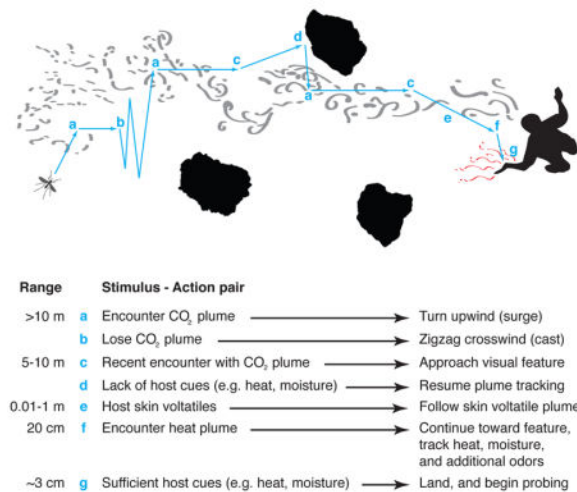 d
a
c
c
a
e
f
a
b
g
Range Stimulus - Action pair
>10 m a Encounter CO2 plume Turn upwind (surge)
b Lose CO2 plume Zigzag crosswind (cast)
5-10 m c Recent encounter with CO2 plume Approach visual feature
d Lack of host cues (e.g. heat, moisture) Resume plume tracking
0.01-1 m e Host skin voltatiles Follow skin volatile plume
20 cm f Encounter heat plume Continue toward feature,
track heat, moisture,
and additional odors
~3 cm g Sufficient host cues (e.g. heat, moisture) Land, and begin probing